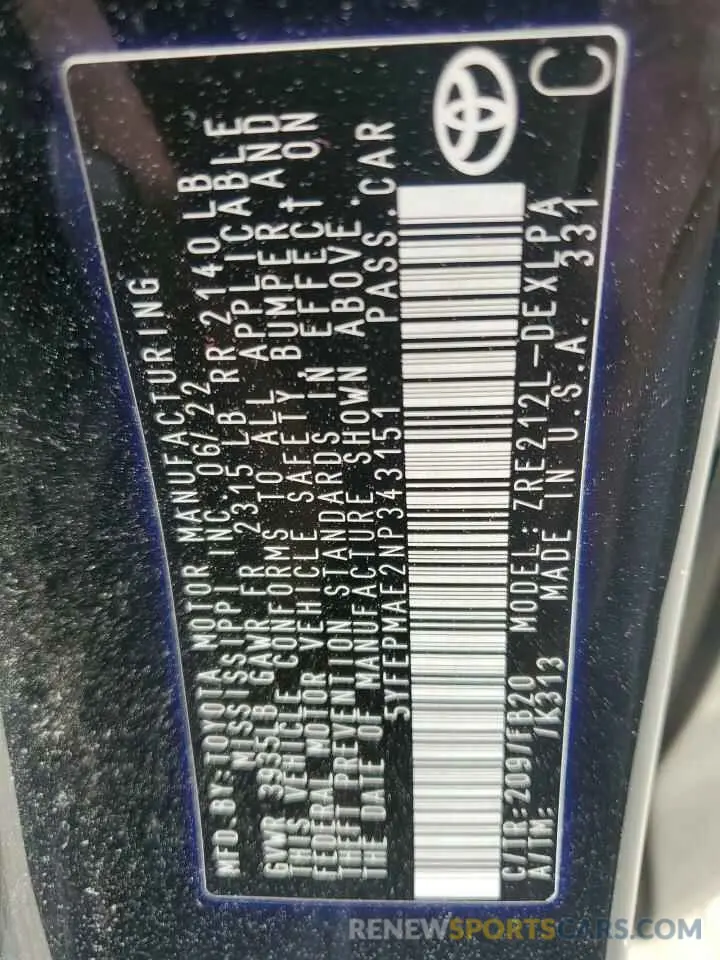 MFD. BY: TOYOTA MOTOR MANUFACTURING
MISSISSIPPI INC. 06/22
GVWR 3935LB GAWR FR 2315LB RR 2140LB
THIS VEHICLE CONFORMS TO ALL APPLICABLE
FEDERAL MOTOR VEHICLE SAFETY BUMPER AND
THEFT PREVENTION STANDARDS IN EFFECT ON
THE DATE OF MANUFACTURE SHOWN ABOVE.
5YFEPMAE2NP343151 PASS. CAR
C/TR: 209/FB20 MODEL: ZRE212L-DEXLPA
A/TM: /K313 MADE IN U.S.A. 331
C
RENEWSPORTSCARS.COM